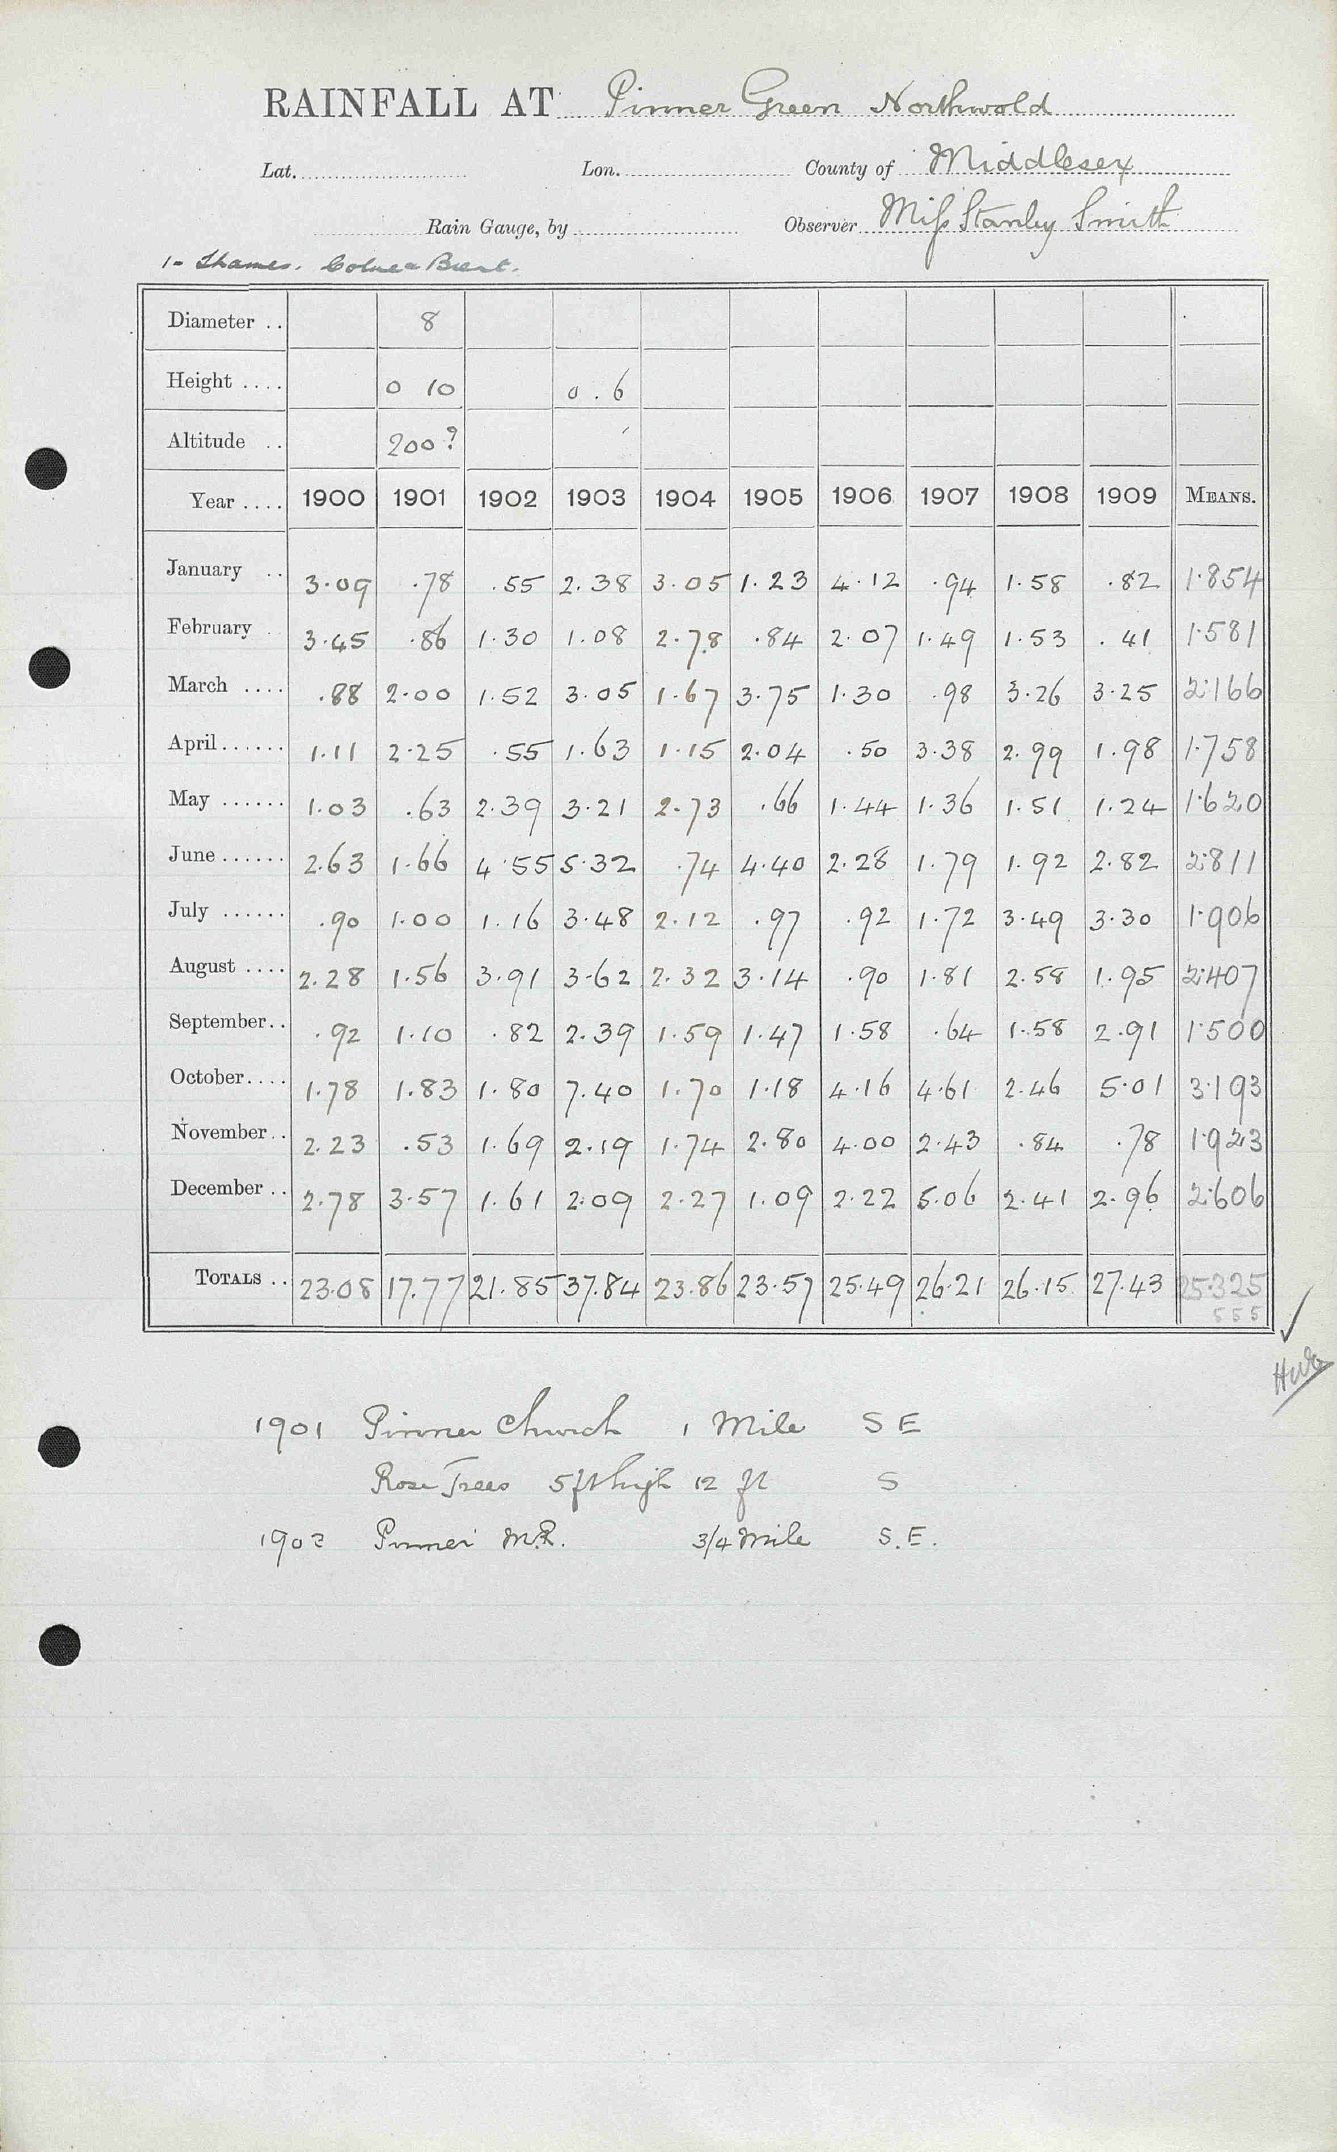 RAINFALL AT Pinner Green Northwold
Lat. Lon. County of Middlesex
Rain Gauge, by Observer Miss Stanley Smith
1- Thames. Colne & Brent.
Diameter .. 8
Height .... 0 10 0.6
Altitude .. 200?
Year .... 1900 1901 1902 1903 1904 1905 1906 1907 1908 1909 MEANS.
January .. 3.09 .78 .55 2.38 3.05 1.23 4.12 .94 1.58 .82 1.854
February 3.45 .86 1.30 1.08 2.78 .84 2.07 1.49 1.53 .41 1.581
March .... .88 2.00 1.52 3.05 1.67 3.75 1.30 .98 3.26 3.25 2.166
April...... 1.11 2.25 .55 1.63 1.15 2.04 .50 3.38 2.99 1.98 1.758
May ...... 1.03 .63 2.39 3.21 2.73 .66 1.44 1.36 1.51 1.24 1.620
June...... 2.63 1.66 4.55 5.32 .74 4.40 2.28 1.79 1.92 2.82 2.811
July ...... .90 1.00 1.16 3.48 2.12 .97 .92 1.72 3.49 3.30 1.906
August .... 2.28 1.56 3.91 3.62 2.32 3.14 .90 1.81 2.58 1.95 2.407
September.. .92 1.10 .82 2.39 1.59 1.47 1.58 .64 1.58 2.91 1.500
October.... 1.78 1.83 1.80 7.40 1.70 1.18 4.16 4.61 2.46 5.01 3.193
November.. 2.23 .53 1.69 2.19 1.74 2.80 4.00 2.43 .84 .78 1.923
December .. 2.78 3.57 1.61 2.09 2.27 1.09 2.22 5.06 2.41 2.96 2.606
TOTALS .. 23.08 17.77 21.85 37.84 23.86 23.57 25.49 26.21 26.15 27.43 25.325
5 5 5
1901 Pinner Church 1 Mile S E
Rose Trees 5 ft high 12 ft S
1902 Pinner M.R. 3/4 Mile S.E.